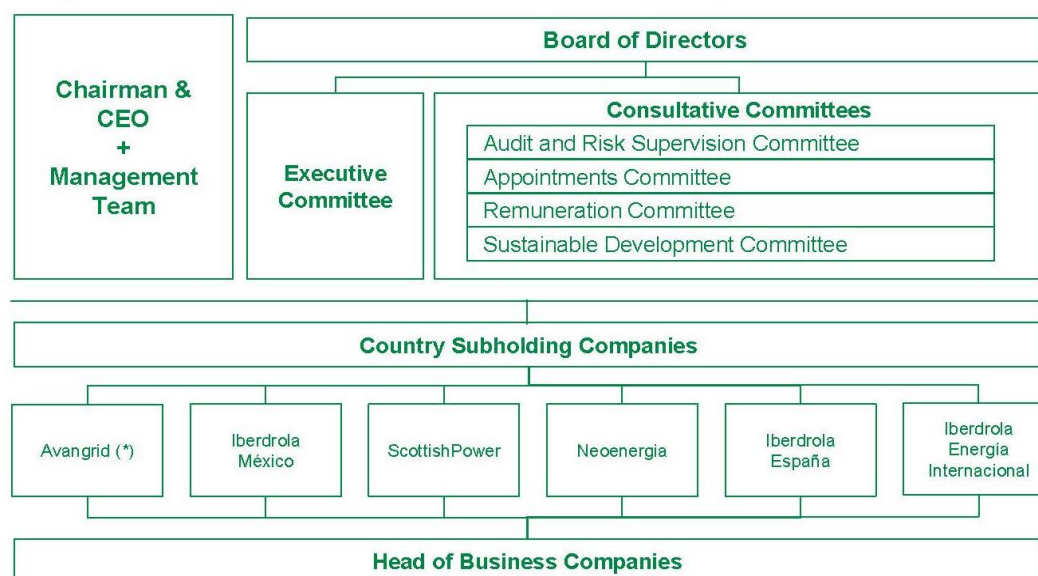 Chairman &
CEO
+
Management
Team
Board of Directors
Executive
Committee
Consultative Committees
Audit and Risk Supervision Committee
Appointments Committee
Remuneration Committee
Sustainable Development Committee
Country Subholding Companies
Avangrid (*)
Iberdrola
México
ScottishPower
Neoenergia
Iberdrola
España
Iberdrola
Energía
Internacional
Head of Business Companies